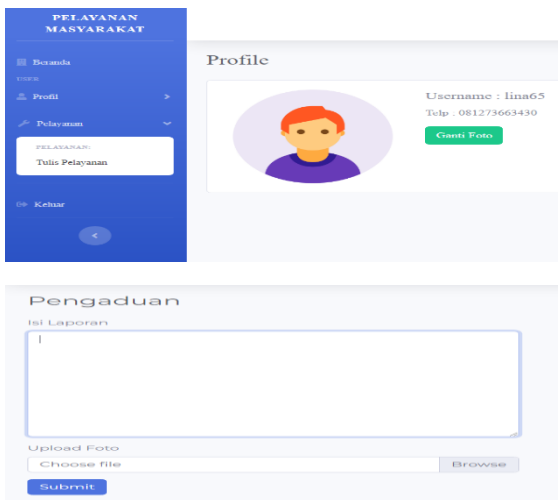 PELAYANAN
MASYARAKAT
Beranda
USER
Profil
Pelayanan
PELAYANAN:
Tulis Pelayanan
Keluar
Profile
Username : lina65
Telp : 081273663430
Ganti Foto
Pengaduan
Isi Laporan
Upload Foto
Choose file Browse
Submit